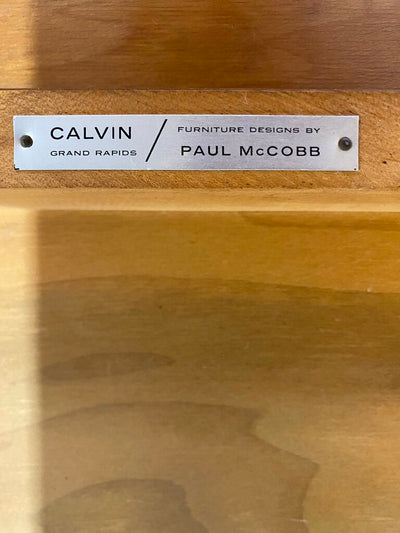 CALVIN / FURNITURE DESIGNS BY
GRAND RAPIDS PAUL McCOBB